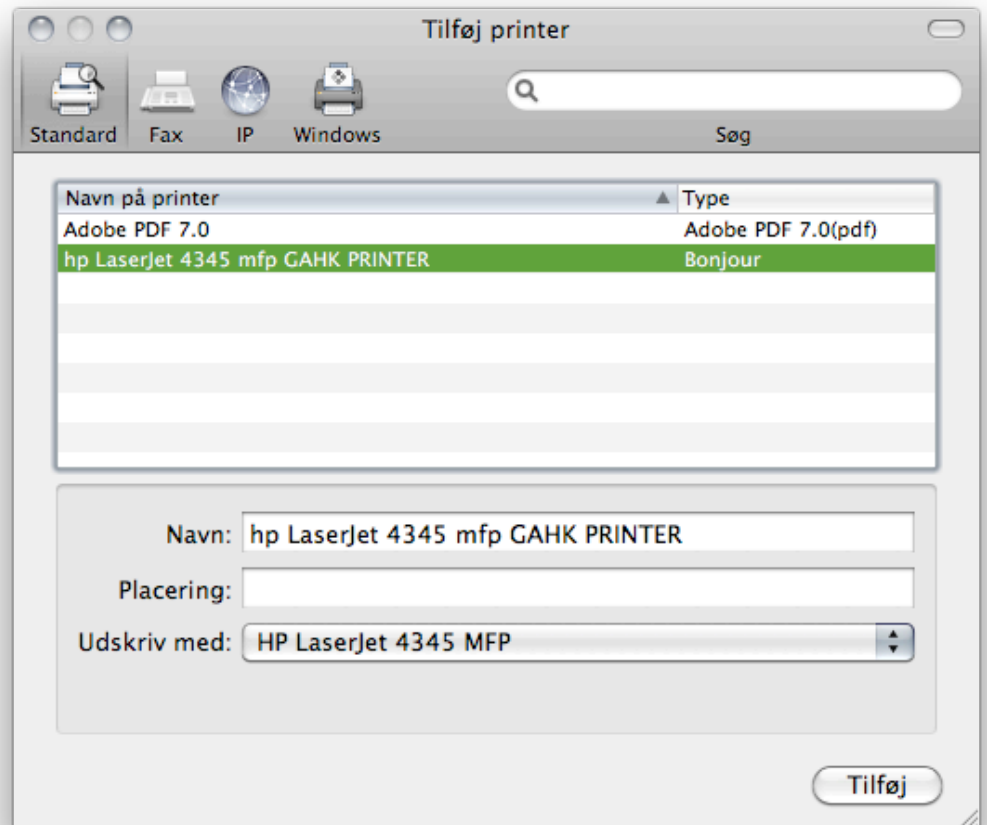 Tilføj printer
Standard Fax IP Windows Søg
Navn på printer Type
Adobe PDF 7.0 Adobe PDF 7.0(pdf)
hp LaserJet 4345 mfp GAHK PRINTER Bonjour
Navn: hp LaserJet 4345 mfp GAHK PRINTER
Placering:
Udskriv med: HP LaserJet 4345 MFP
Tilføj